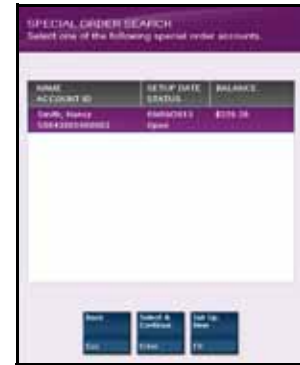 SPECIAL ORDER SEARCH
Select one of the following special order accounts.
NAME SETUP DATE BALANCE
ACCOUNT ID STATUS
Smith, Nancy
Open
Back Select & Continue Set Up New
Esc Enter